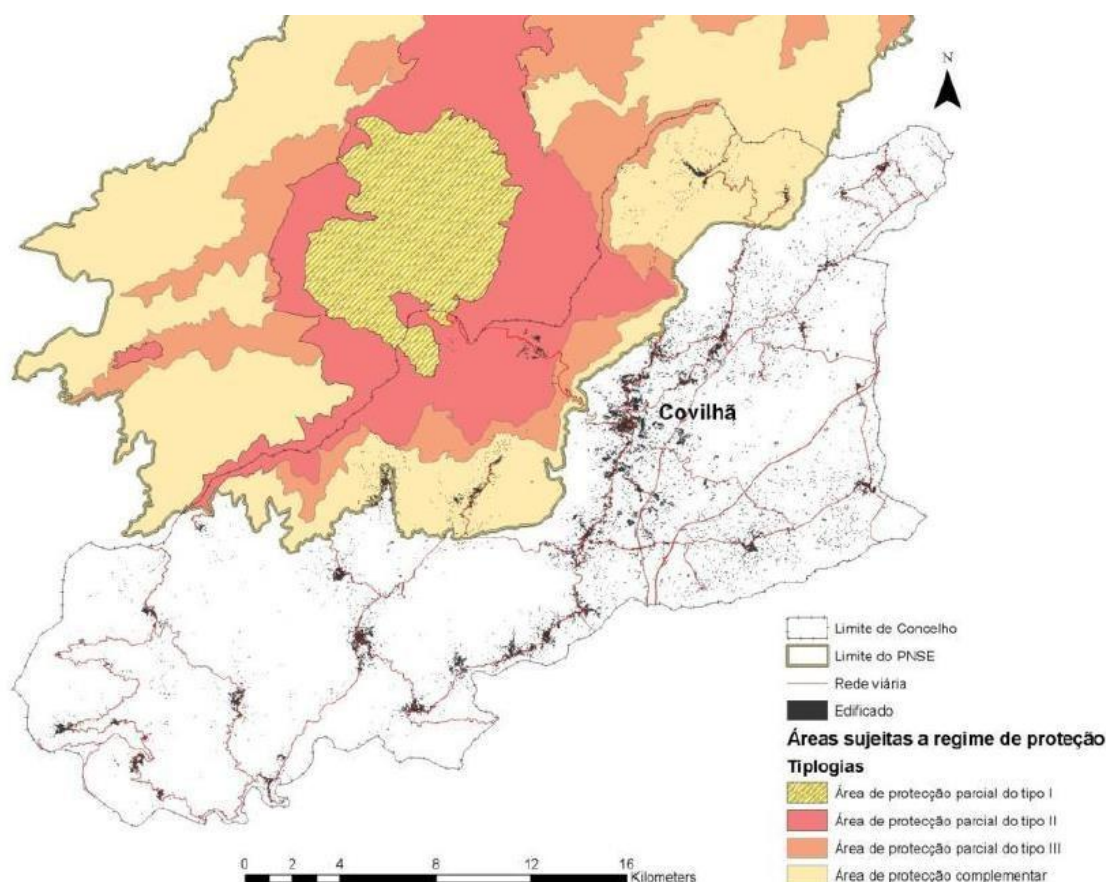 N
Covilhã
Limite de Concelho
Limite do PNSE
Rede viária
Edificado
Áreas sujeitas a regime de proteção
Tiplogias
Área de protecção parcial do tipo I
Área de protecção parcial do tipo II
Área de protecção parcial do tipo III
Área de protecção complementar
0 2 4 8 12 16
Kilometers